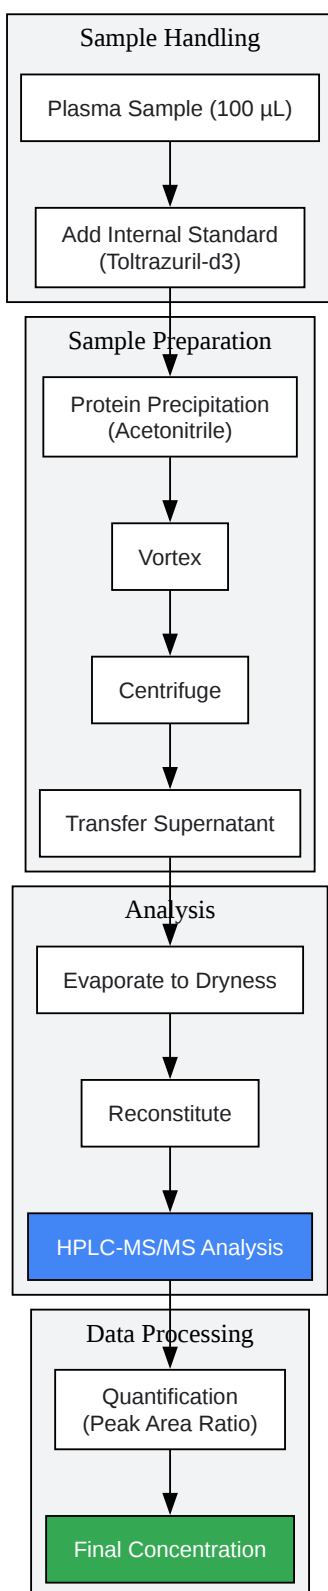 Sample Handling
Plasma Sample (100 µL)
Add Internal Standard
(Toltrazuril-d3)
Sample Preparation
Protein Precipitation
(Acetonitrile)
Vortex
Centrifuge
Transfer Supernatant
Analysis
Evaporate to Dryness
Reconstitute
HPLC-MS/MS Analysis
Data Processing
Quantification
(Peak Area Ratio)
Final Concentration